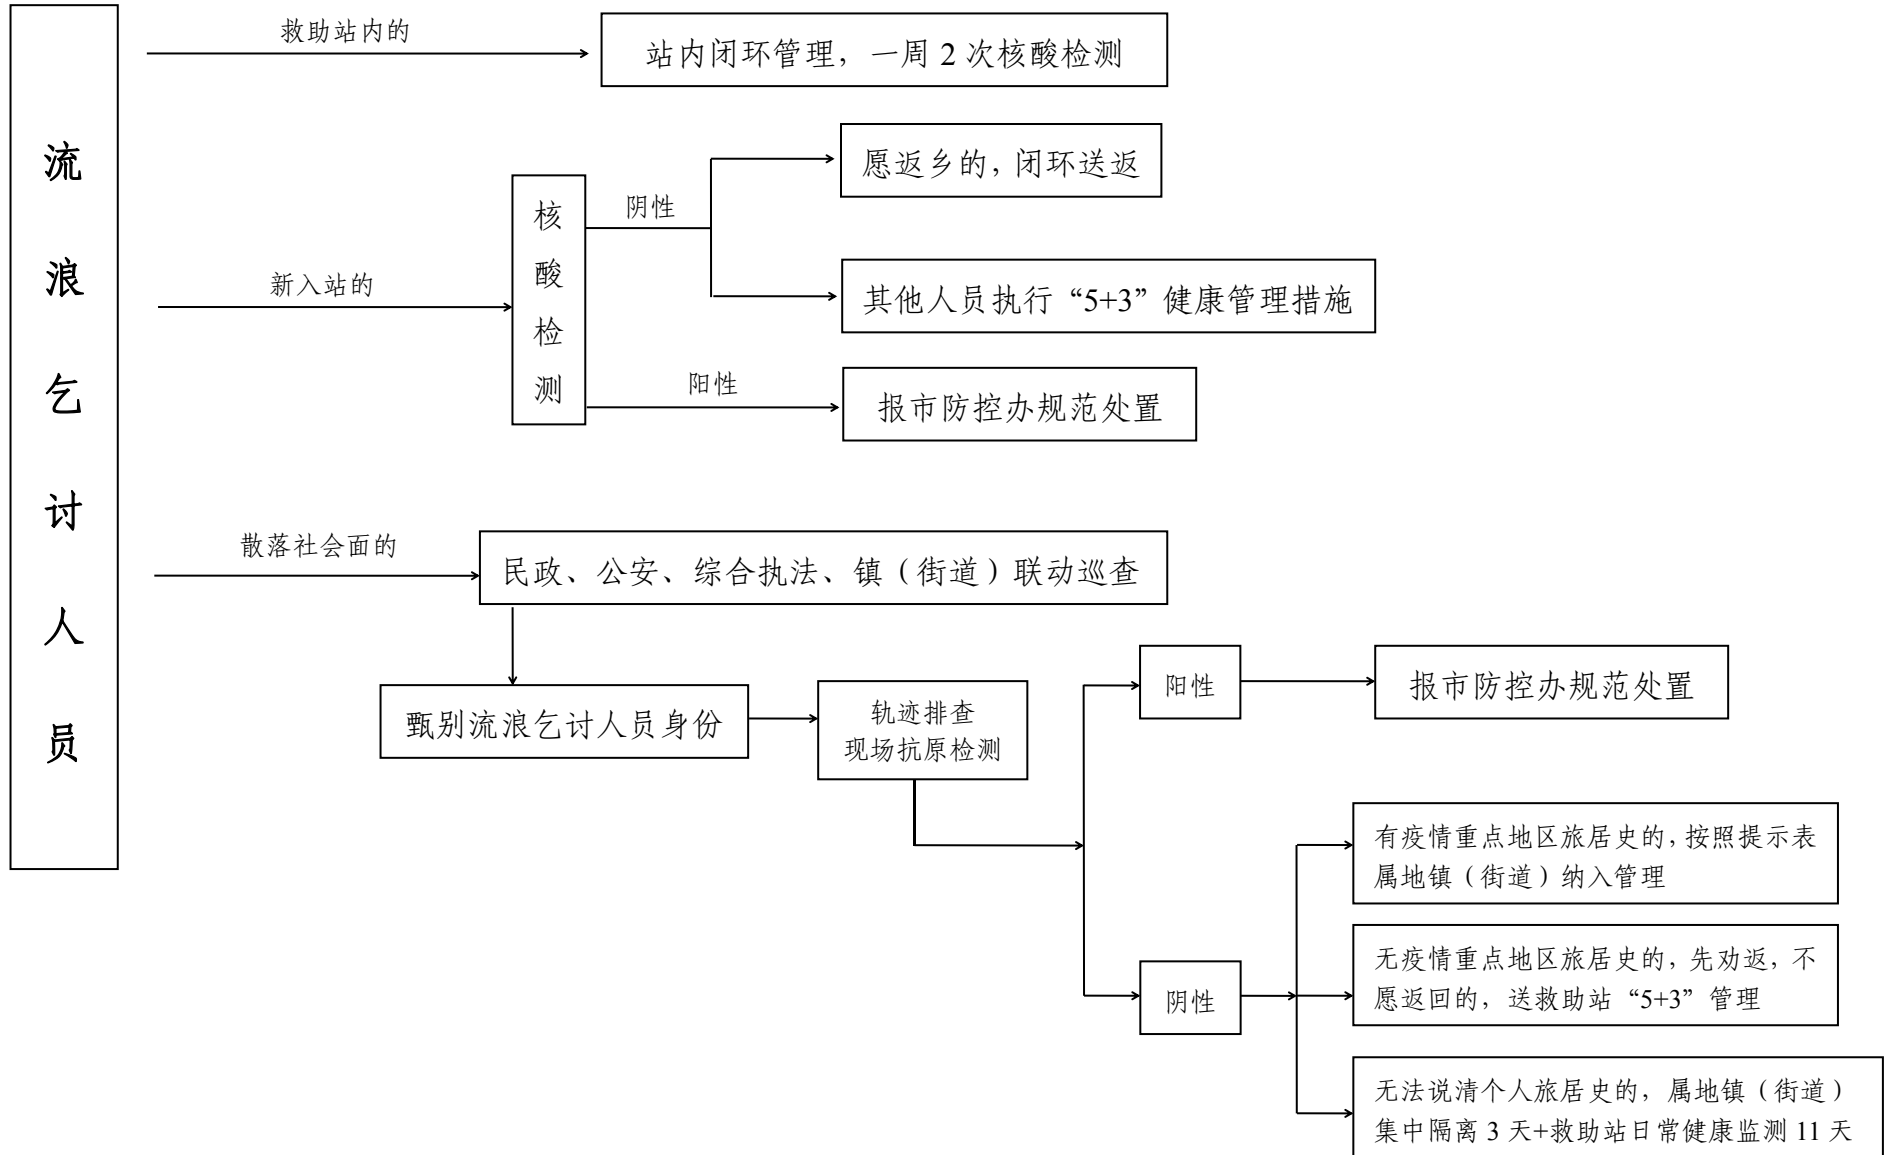 流浪乞讨人员
救助站内的
站内闭环管理，一周 2 次核酸检测
新入站的
核酸检测
阴性
愿返乡的，闭环送返
其他人员执行“5+3”健康管理措施
阳性
报市防控办规范处置
散落社会面的
民政、公安、综合执法、镇（街道）联动巡查
甄别流浪乞讨人员身份
轨迹排查
现场抗原检测
阳性
报市防控办规范处置
阴性
有疫情重点地区旅居史的，按照提示表
属地镇（街道）纳入管理
无疫情重点地区旅居史的，先劝返，不
愿返回的，送救助站“5+3”管理
无法说清个人旅居史的，属地镇（街道）
集中隔离 3 天+救助站日常健康监测 11 天